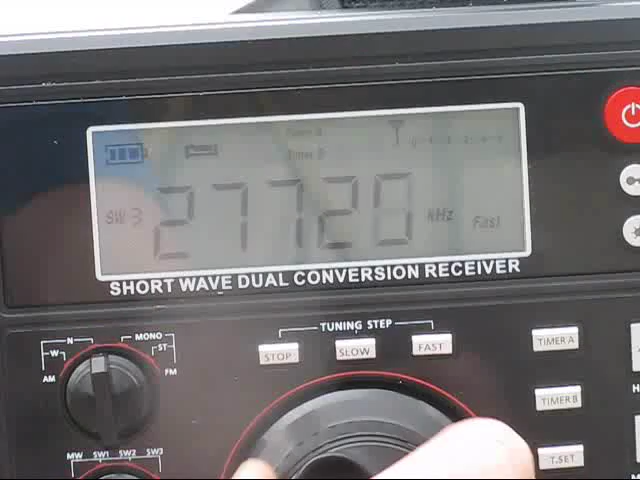 Timer A
Timer B
SW 3 27720 kHz Fast
SHORT WAVE DUAL CONVERSION RECEIVER
TUNING STEP
STOP SLOW FAST
TIMER A
TIMER B
T.SET
N MONO
W ST
AM FM
MW SW1 SW2 SW3